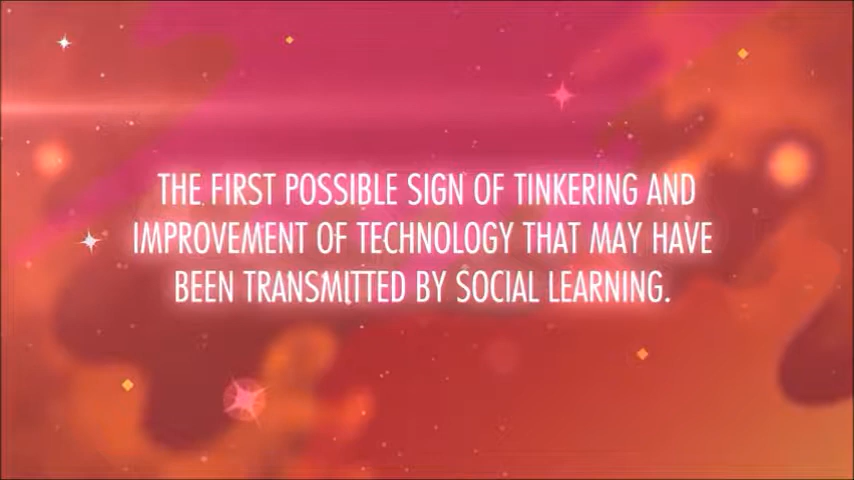 THE FIRST POSSIBLE SIGN OF TINKERING AND
IMPROVEMENT OF TECHNOLOGY THAT MAY HAVE
BEEN TRANSMITTED BY SOCIAL LEARNING.